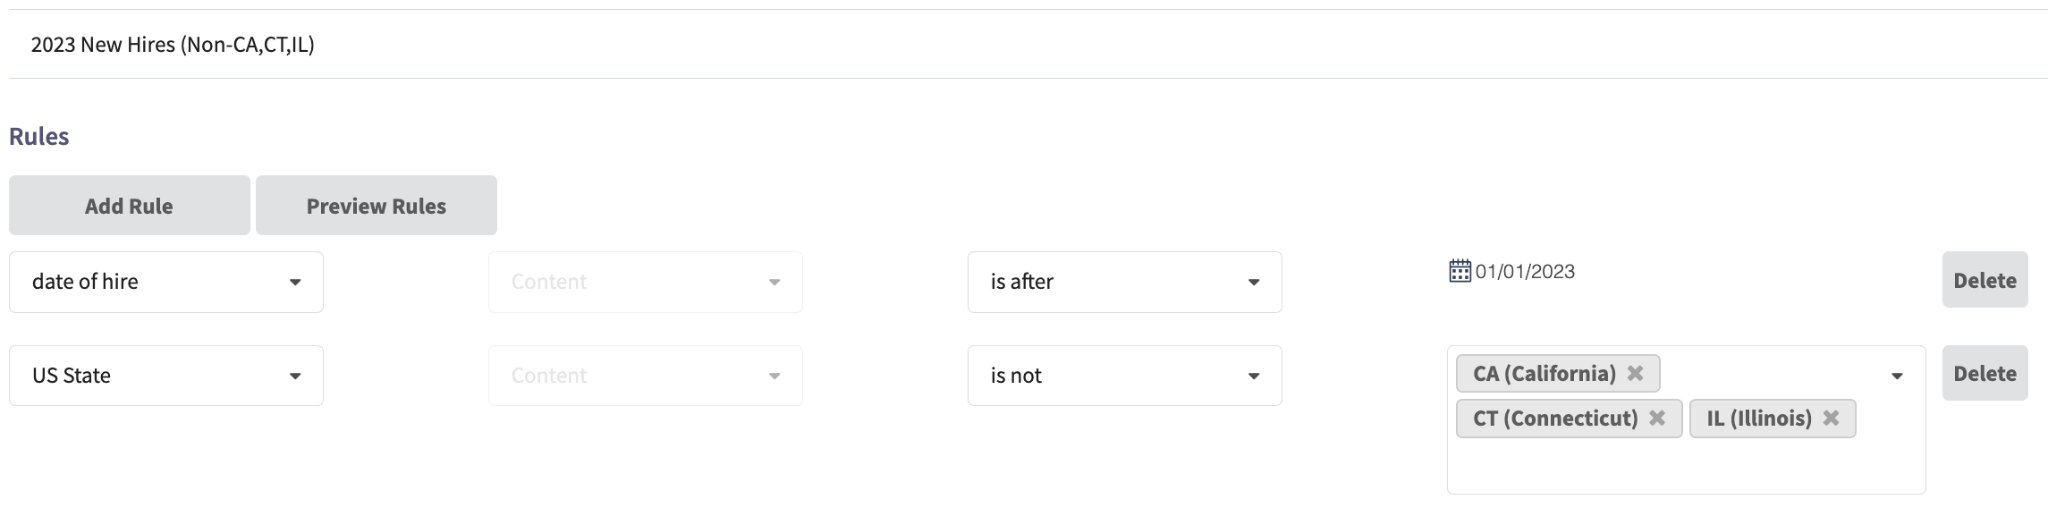 2023 New Hires (Non-CA,CT,IL)
Rules
Add Rule Preview Rules
date of hire Content is after 01/01/2023 Delete
US State Content is not CA (California) Delete
CT (Connecticut) IL (Illinois)